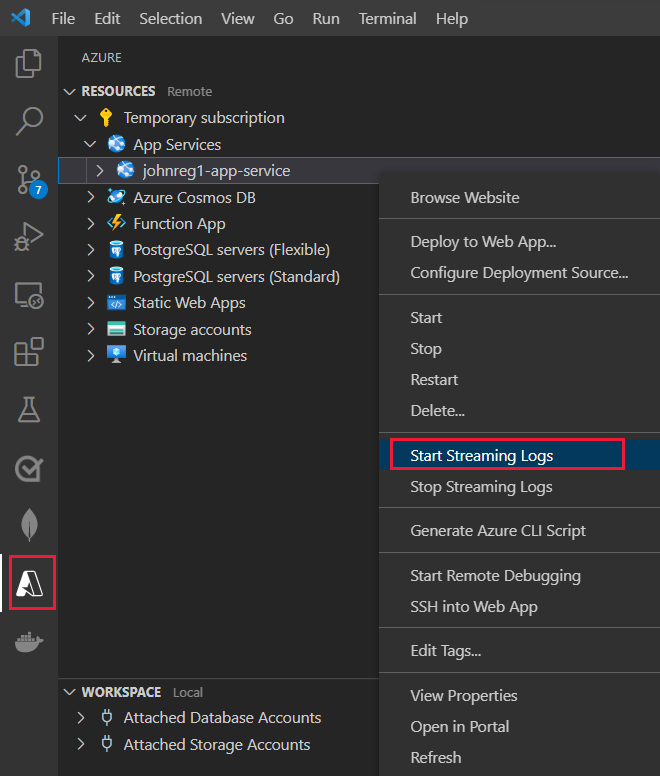 File Edit Selection View Go Run Terminal Help
AZURE
RESOURCES Remote
Temporary subscription
App Services
johnreg1-app-service
Azure Cosmos DB
Function App
PostgreSQL servers (Flexible)
PostgreSQL servers (Standard)
Static Web Apps
Storage accounts
Virtual machines
7
Browse Website
Deploy to Web App...
Configure Deployment Source...
Start
Stop
Restart
Delete...
Start Streaming Logs
Stop Streaming Logs
Generate Azure CLI Script
Start Remote Debugging
SSH into Web App
Edit Tags...
View Properties
Open in Portal
Refresh
WORKSPACE Local
Attached Database Accounts
Attached Storage Accounts